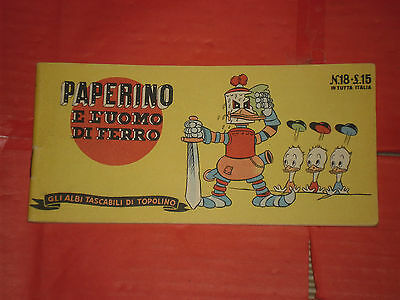 PAPERINO
E L'UOMO
DI FERRO
N.18-£.15
IN TUTTA ITALIA
GLI ALBI TASCABILI DI TOPOLINO